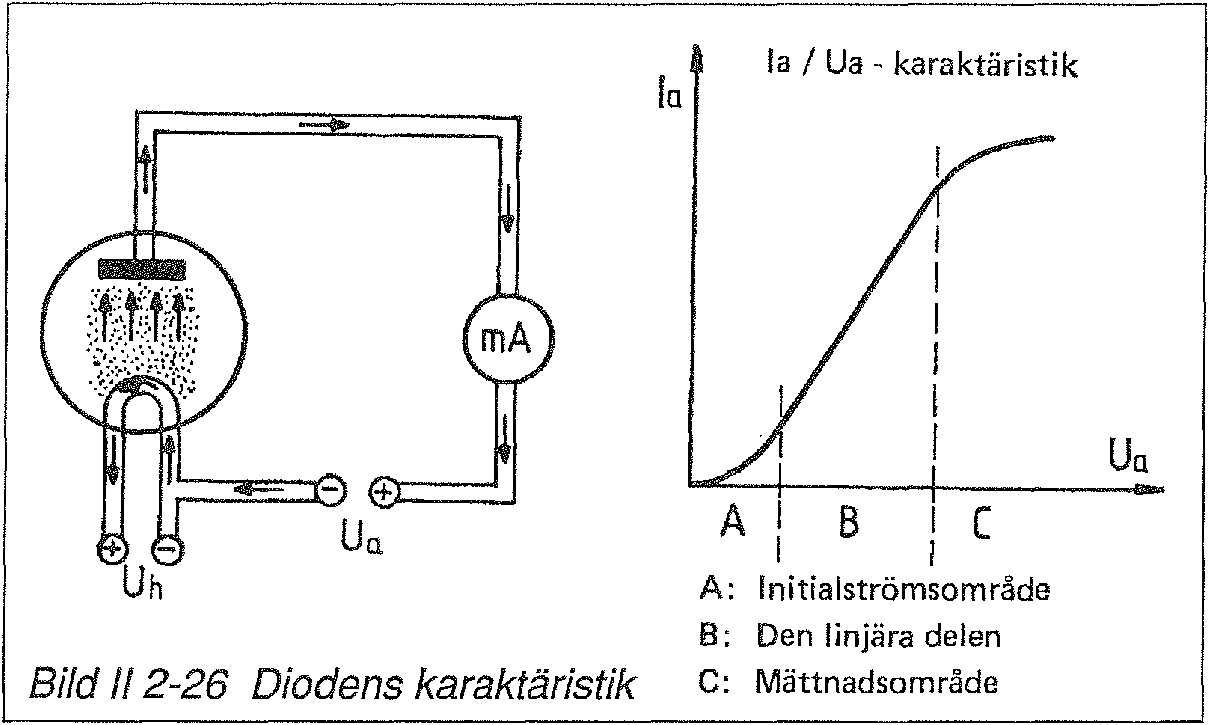 Ia / Ua - karaktäristik
Ia
mA
Ua
- +
Ua
+ -
Uh
A B C
A: Initialströmsområde
B: Den linjära delen
C: Mättnadsområde
Bild II 2-26 Diodens karaktäristik